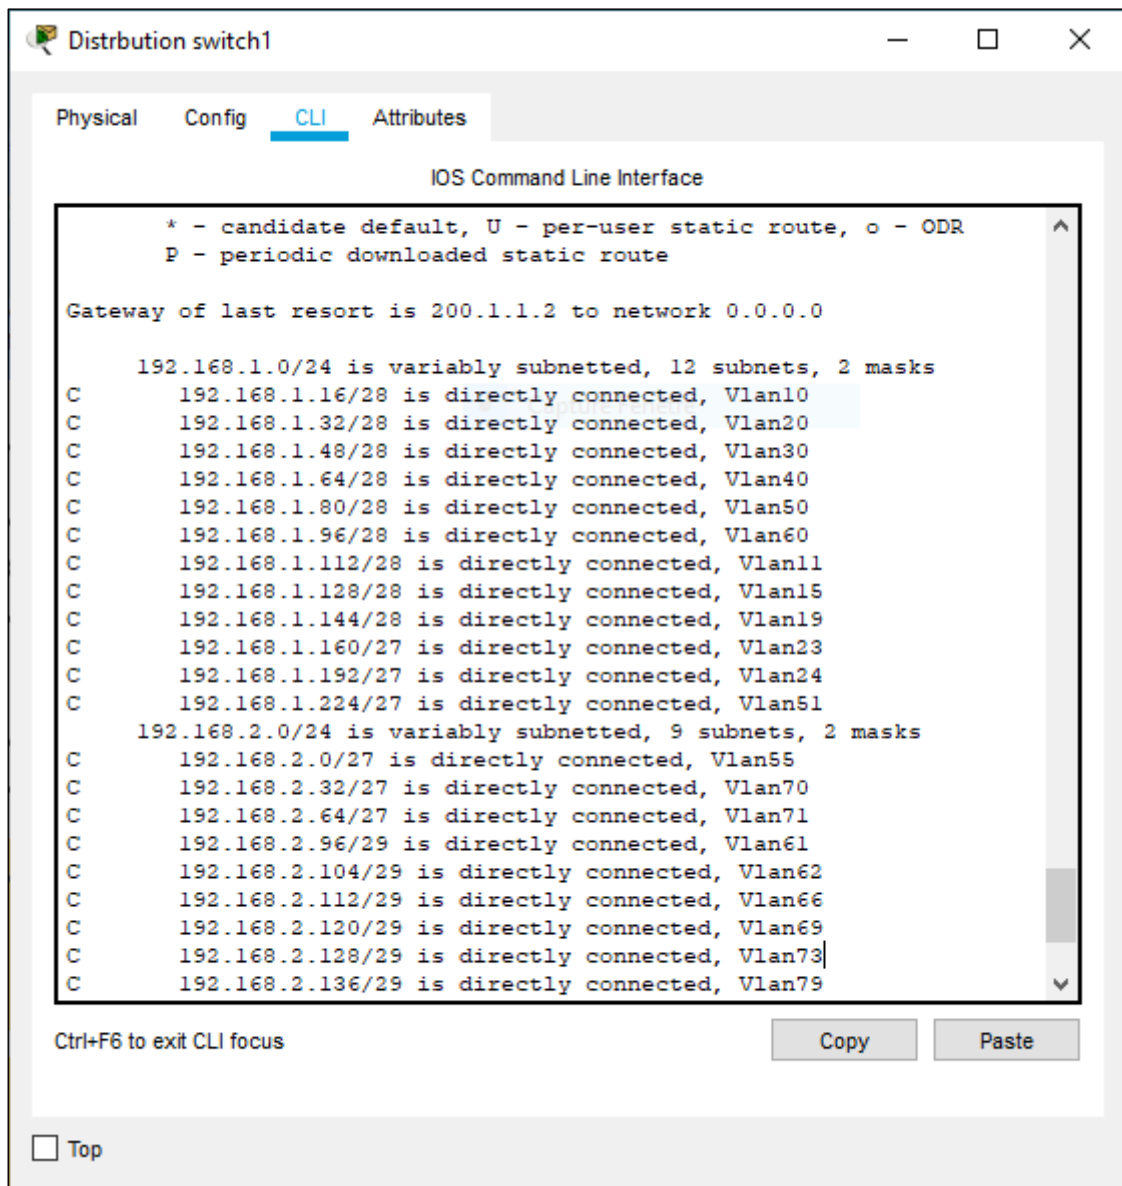 Distrbution switch1
Physical Config CLI Attributes
IOS Command Line Interface
* - candidate default, U - per-user static route, o - ODR
P - periodic downloaded static route
Gateway of last resort is 200.1.1.2 to network 0.0.0.0
192.168.1.0/24 is variably subnetted, 12 subnets, 2 masks
C 192.168.1.16/28 is directly connected, Vlan10
Capture Fenêtre
C 192.168.1.32/28 is directly connected, Vlan20
C 192.168.1.48/28 is directly connected, Vlan30
C 192.168.1.64/28 is directly connected, Vlan40
C 192.168.1.80/28 is directly connected, Vlan50
C 192.168.1.96/28 is directly connected, Vlan60
C 192.168.1.112/28 is directly connected, Vlan11
C 192.168.1.128/28 is directly connected, Vlan15
C 192.168.1.144/28 is directly connected, Vlan19
C 192.168.1.160/27 is directly connected, Vlan23
C 192.168.1.192/27 is directly connected, Vlan24
C 192.168.1.224/27 is directly connected, Vlan51
192.168.2.0/24 is variably subnetted, 9 subnets, 2 masks
C 192.168.2.0/27 is directly connected, Vlan55
C 192.168.2.32/27 is directly connected, Vlan70
C 192.168.2.64/27 is directly connected, Vlan71
C 192.168.2.96/29 is directly connected, Vlan61
C 192.168.2.104/29 is directly connected, Vlan62
C 192.168.2.112/29 is directly connected, Vlan66
C 192.168.2.120/29 is directly connected, Vlan69
C 192.168.2.128/29 is directly connected, Vlan73
C 192.168.2.136/29 is directly connected, Vlan79
Ctrl+F6 to exit CLI focus
Copy Paste
Top